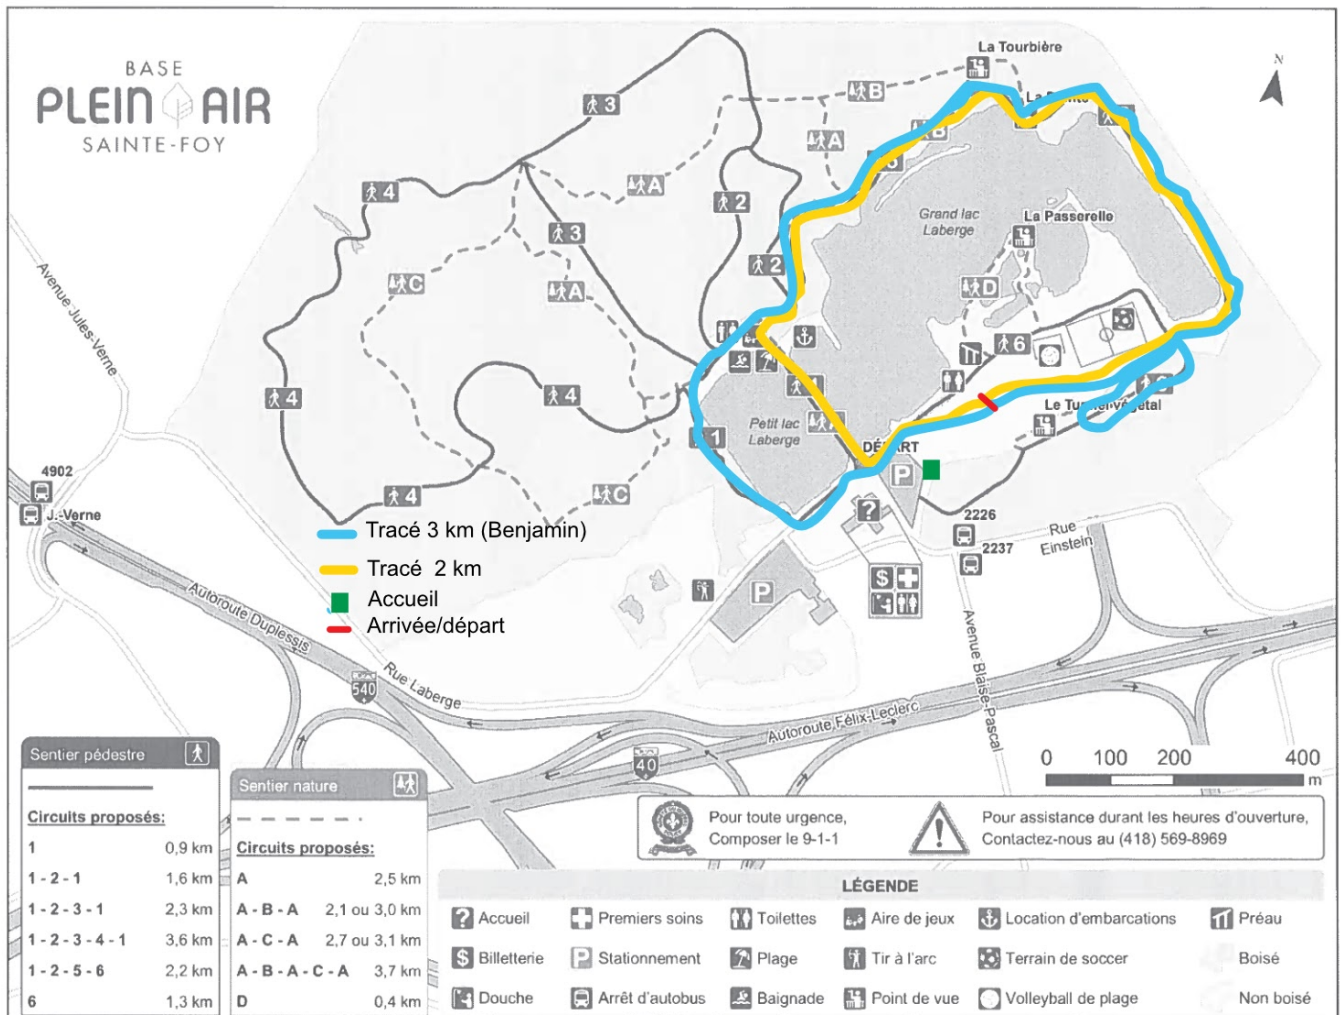 BASE
PLEIN AIR
SAINTE-FOY
La Tourbière
N
B
3
A
B
4
A
2
3
Grand lac
Laberge
La Passerelle
2
C
A
D
6
4
4
Petit lac
Laberge
1
Le Tunnel végétal
DÉPART
P
?
C
4
Avenue Jules-Verne
4902
J.-Verne
2226
2237
Rue
Einstein
$
P
Tracé 3 km (Benjamin)
Tracé 2 km
Accueil
Arrivée/départ
Autoroute Duplessis
Rue Laberge
540
Autoroute Félix-Leclerc
40
Avenue Blaise-Pascal
0 100 200 400
m
Sentier pédestre
Circuits proposés:
1 0,9 km
1 - 2 - 1 1,6 km
1 - 2 - 3 - 1 2,3 km
1 - 2 - 3 - 4 - 1 3,6 km
1 - 2 - 5 - 6 2,2 km
6 1,3 km
Sentier nature
Circuits proposés:
A 2,5 km
A - B - A 2,1 ou 3,0 km
A - C - A 2,7 ou 3,1 km
A - B - A - C - A 3,7 km
D 0,4 km
Pour toute urgence,
Composer le 9-1-1
Pour assistance durant les heures d'ouverture,
Contactez-nous au (418) 569-8969
LÉGENDE
? Accueil
Premiers soins
Toilettes
Aire de jeux
Location d'embarcations
Préau
$ Billetterie
P Stationnement
Plage
Tir à l'arc
Terrain de soccer
Boisé
Douche
Arrêt d'autobus
Baignade
Point de vue
Volleyball de plage
Non boisé